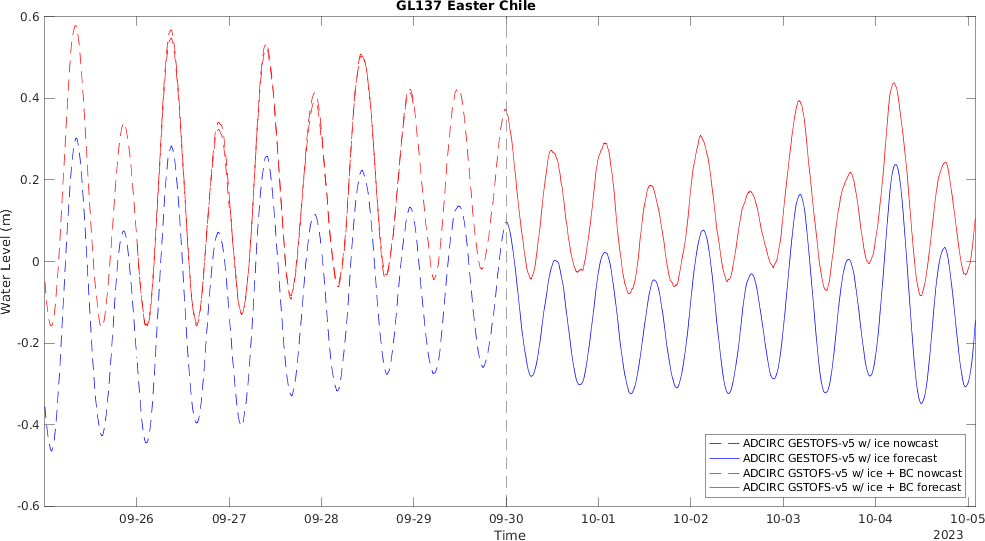 GL137 Easter Chile
0.6
0.4
0.2
0
-0.2
-0.4
-0.6
Water Level (m)
09-26
09-27
09-28
09-29
09-30
10-01
10-02
10-03
10-04
10-05
Time
2023
ADCIRC GESTOFS-v5 w/ ice nowcast
ADCIRC GESTOFS-v5 w/ ice forecast
ADCIRC GSTOFS-v5 w/ ice + BC nowcast
ADCIRC GSTOFS-v5 w/ ice + BC forecast